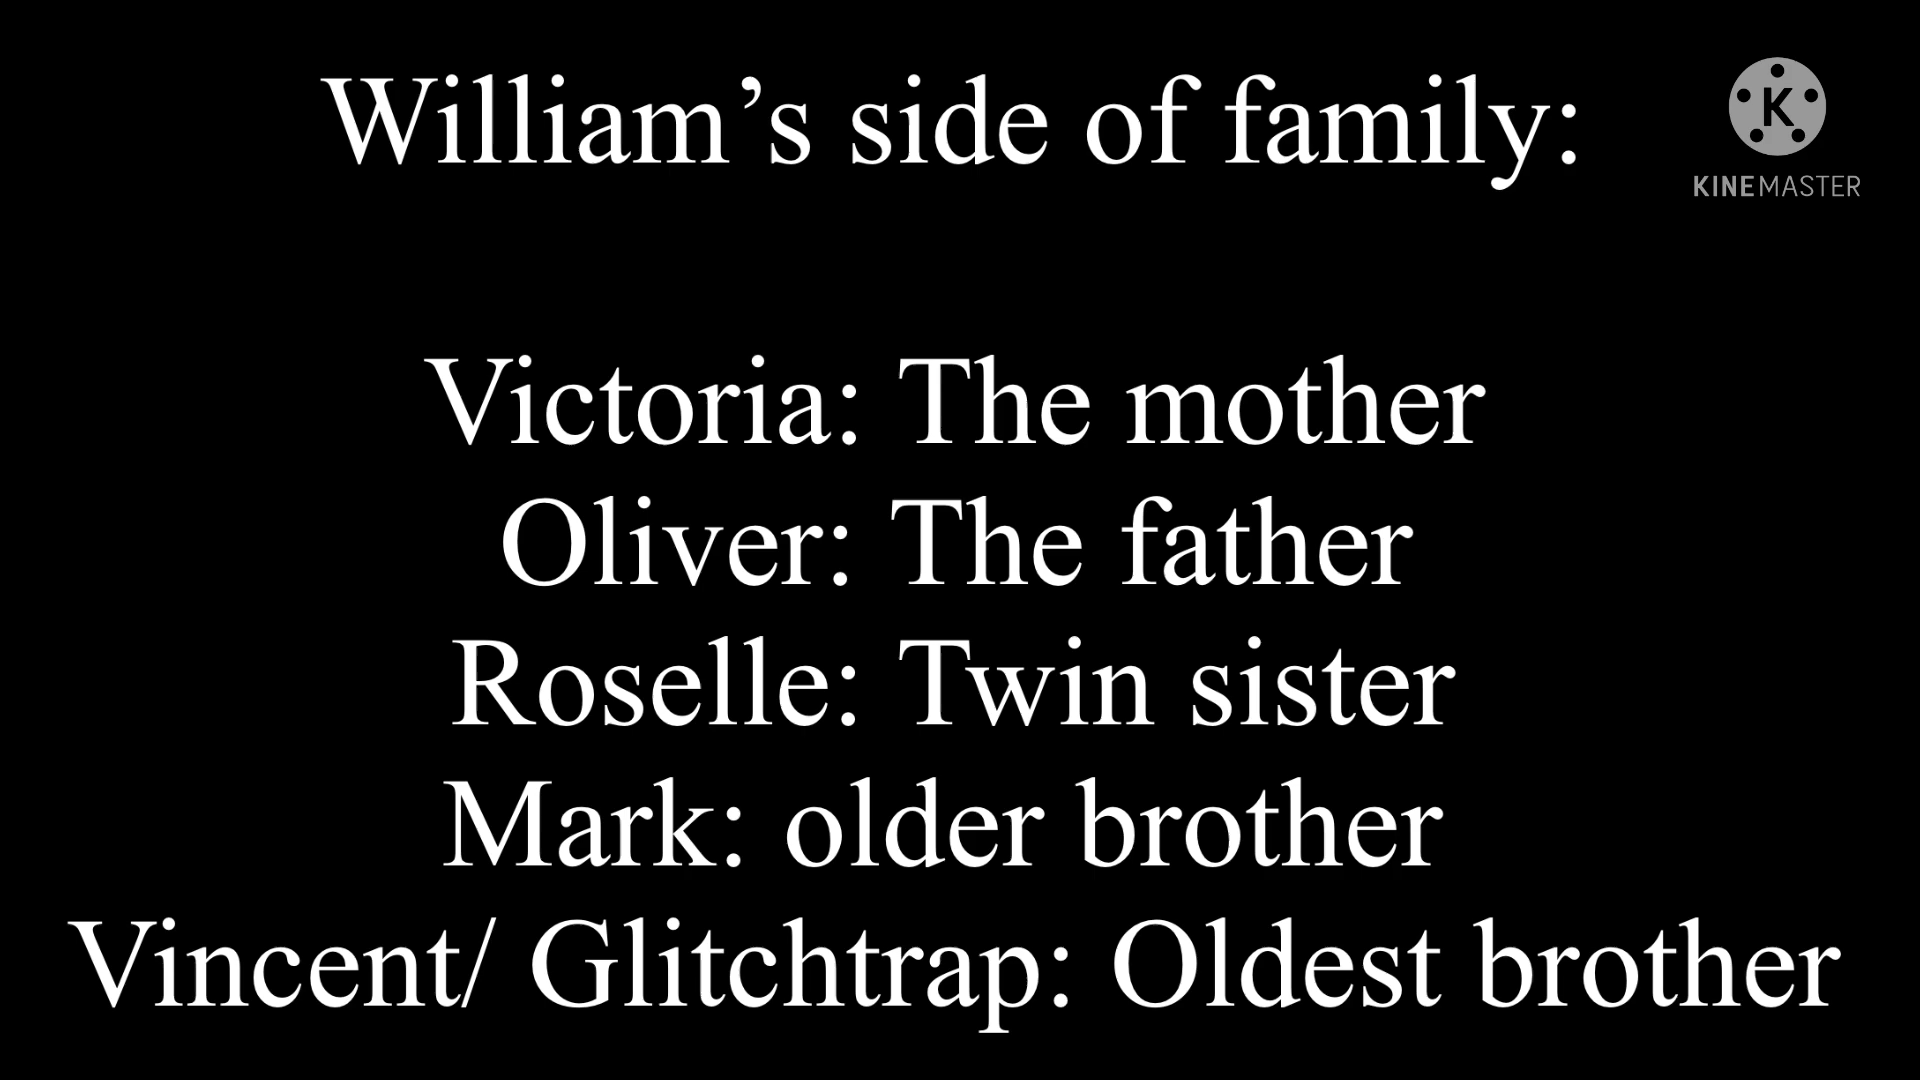 William’s side of family:
K
KINEMASTER
Victoria: The mother
Oliver: The father
Roselle: Twin sister
Mark: older brother
Vincent/ Glitchtrap: Oldest brother